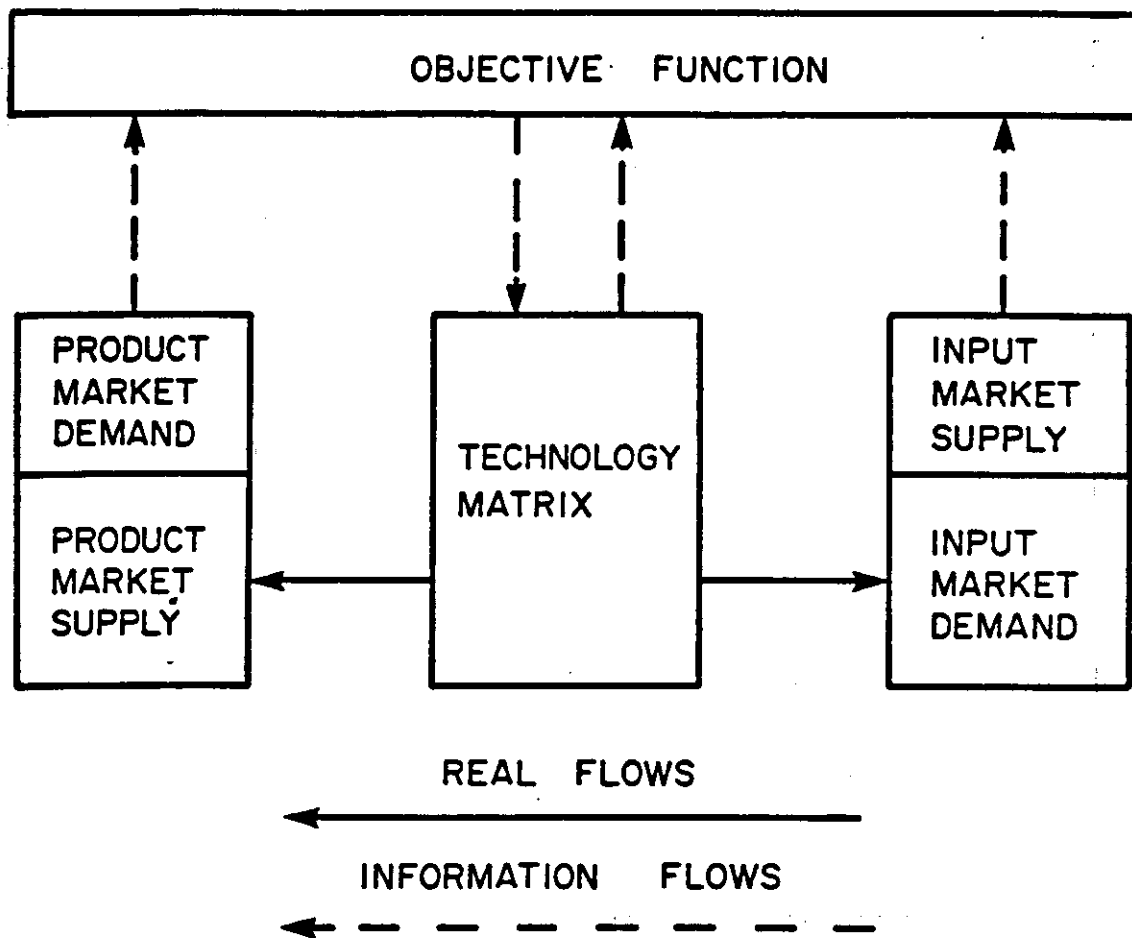 OBJECTIVE FUNCTION
PRODUCT
MARKET
DEMAND
PRODUCT
MARKET
SUPPLY
TECHNOLOGY
MATRIX
INPUT
MARKET
SUPPLY
INPUT
MARKET
DEMAND
REAL FLOWS
INFORMATION FLOWS